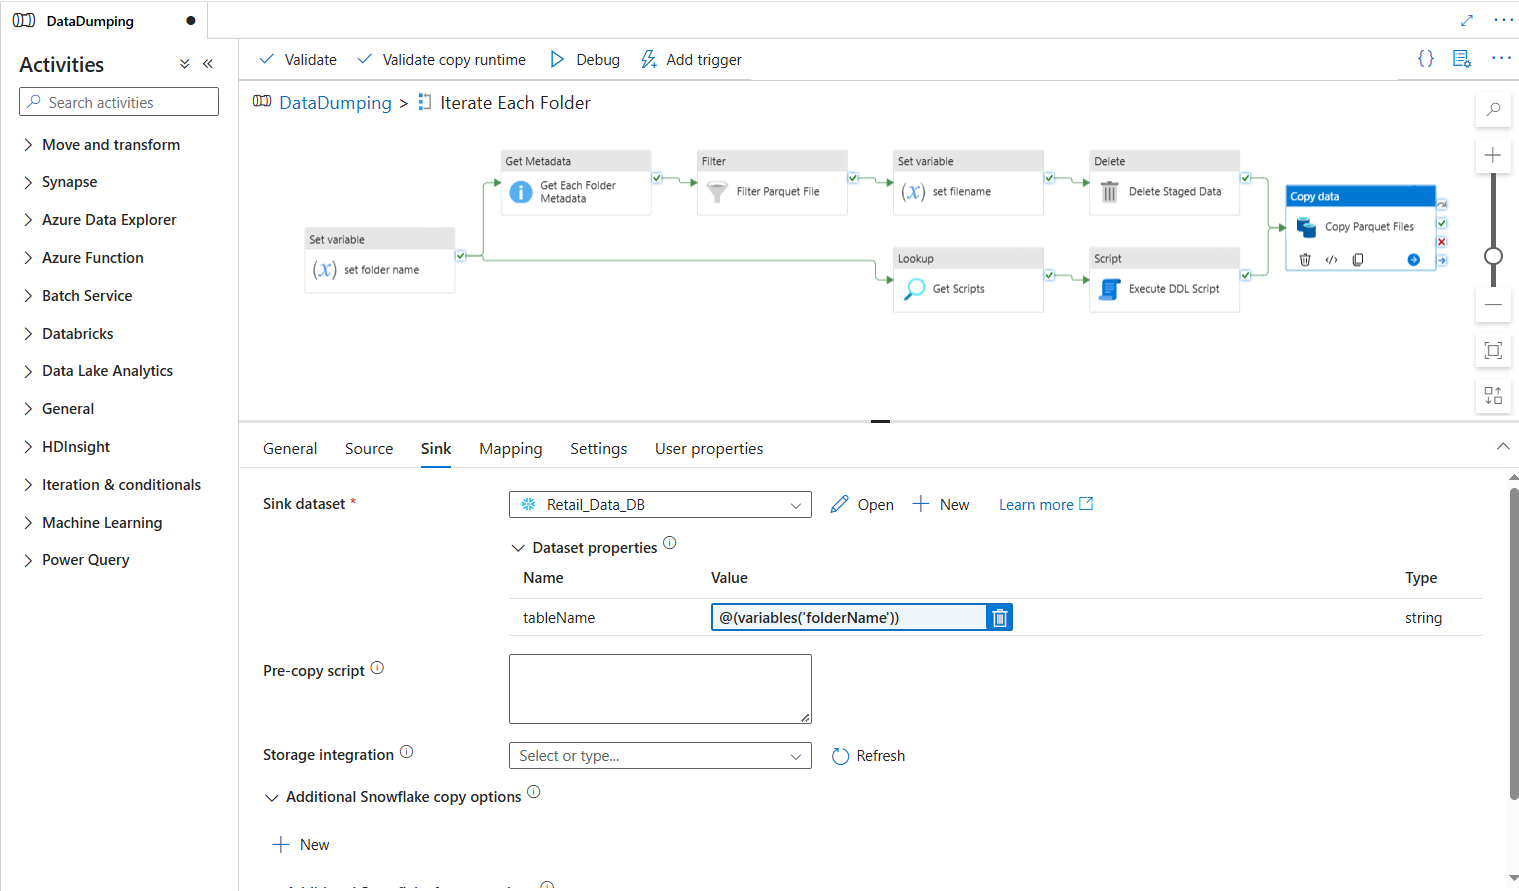 DataDumping
Activities
Search activities
Move and transform
Synapse
Azure Data Explorer
Azure Function
Batch Service
Databricks
Data Lake Analytics
General
HDInsight
Iteration & conditionals
Machine Learning
Power Query
Validate
Validate copy runtime
Debug
Add trigger
DataDumping > Iterate Each Folder
Set variable
(x) set folder name
Get Metadata
Get Each Folder
Metadata
Filter
Filter Parquet File
Set variable
(x) set filename
Delete
Delete Staged Data
Lookup
Get Scripts
Script
Execute DDL Script
Copy data
Copy Parquet Files
General Source Sink Mapping Settings User properties
Sink dataset *
Retail_Data_DB
Open
New
Learn more
Dataset properties
Name Value Type
tableName @(variables('folderName')) string
Pre-copy script
Storage integration
Select or type...
Refresh
Additional Snowflake copy options
New